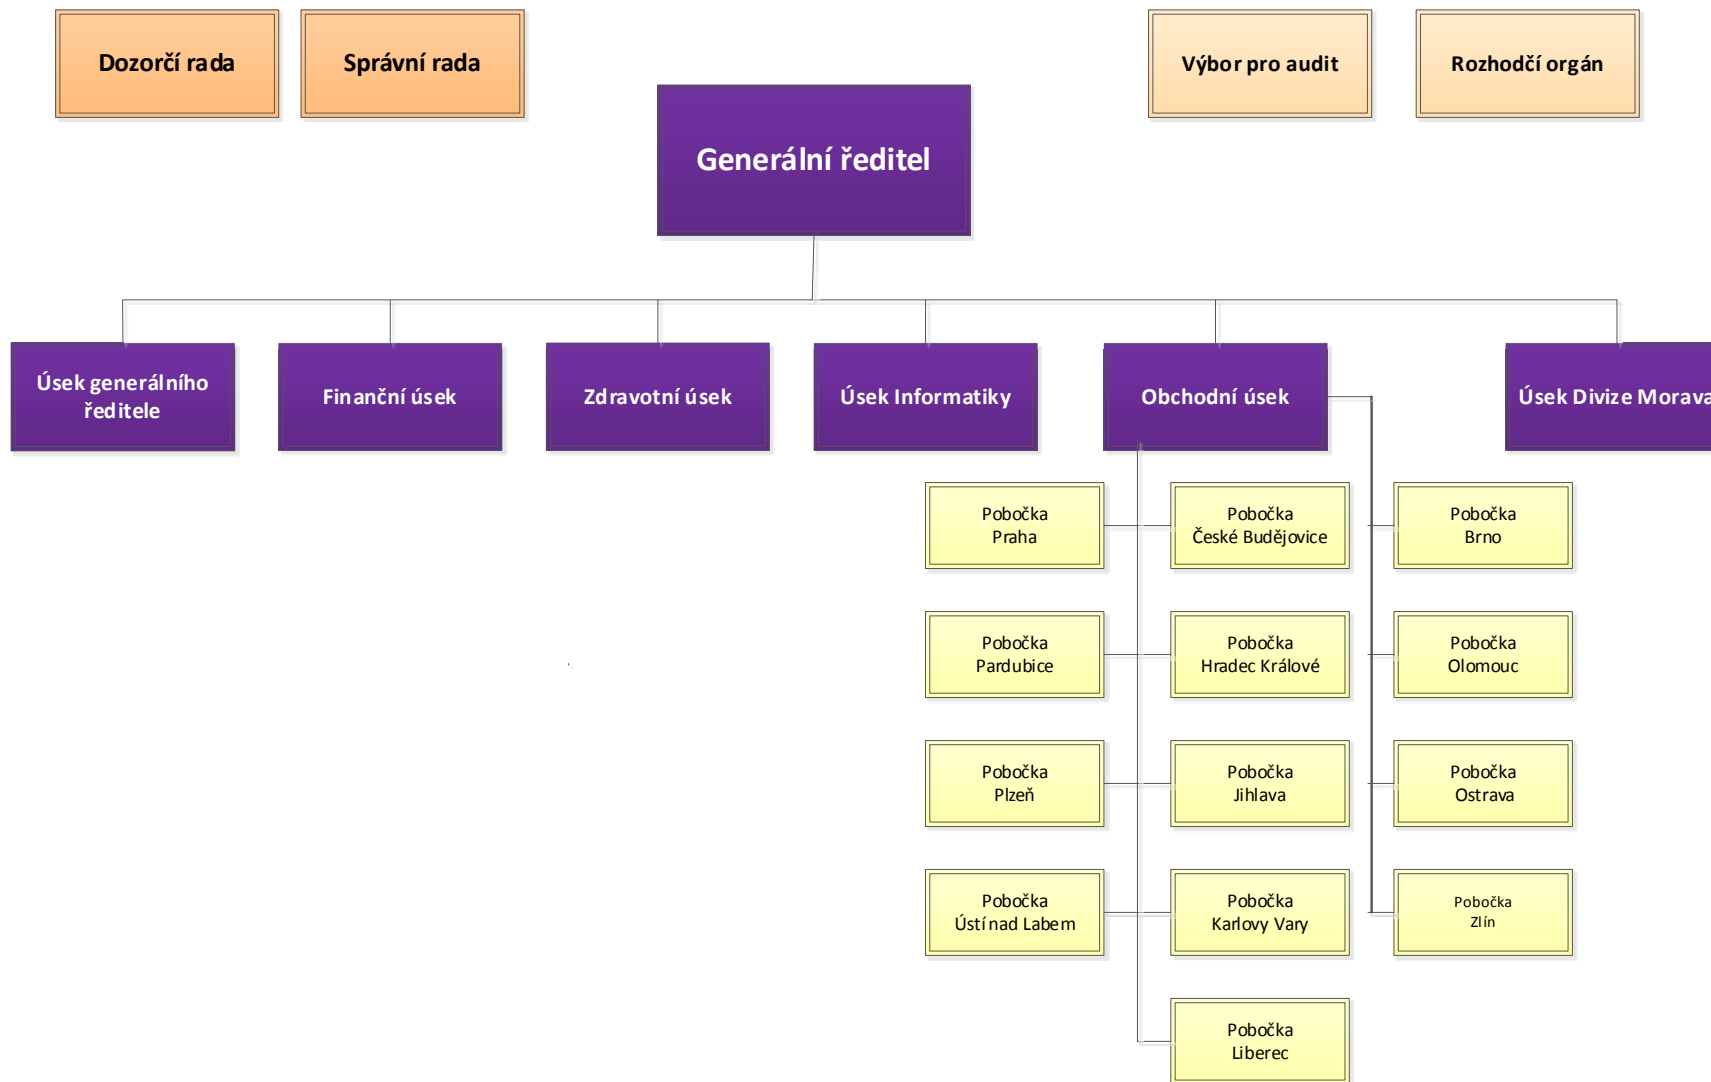 Dozorčí rada
Správní rada
Výbor pro audit
Rozhodčí orgán
Generální ředitel
Úsek generálního
ředitele
Finanční úsek
Zdravotní úsek
Úsek Informatiky
Obchodní úsek
Úsek Divize Morava
Pobočka
Praha
Pobočka
České Budějovice
Pobočka
Brno
Pobočka
Pardubice
Pobočka
Hradec Králové
Pobočka
Olomouc
Pobočka
Plzeň
Pobočka
Jihlava
Pobočka
Ostrava
Pobočka
Ústí nad Labem
Pobočka
Karlovy Vary
Pobočka
Zlín
Pobočka
Liberec